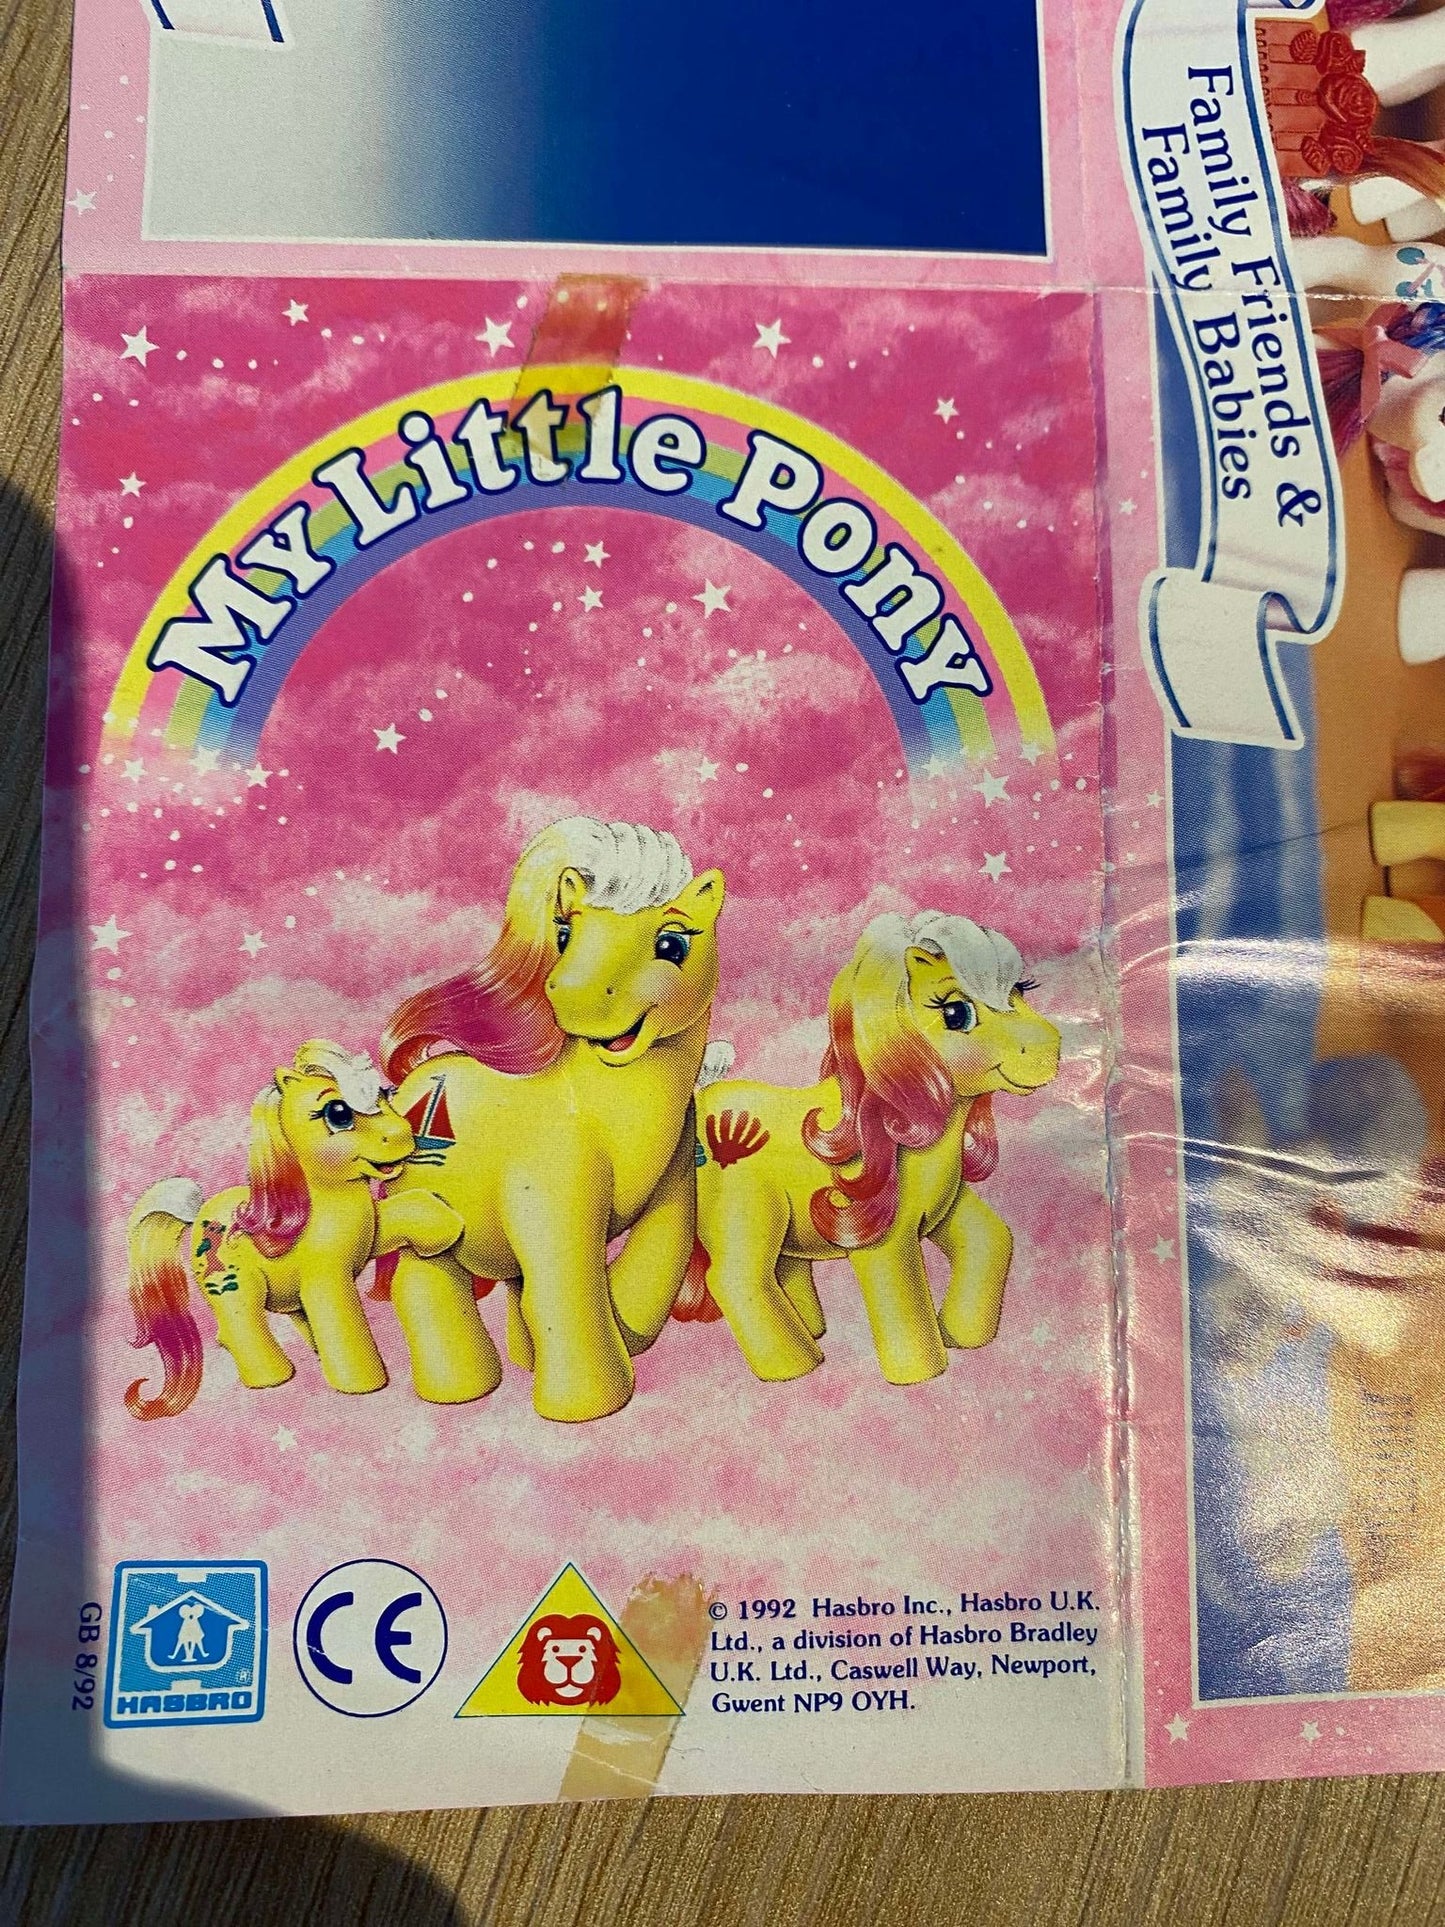 Family Friends &
Family Babies
My Little Pony
GB 8/92
HASBRO
®
CE
© 1992 Hasbro Inc., Hasbro U.K.
Ltd., a division of Hasbro Bradley
U.K. Ltd., Caswell Way, Newport,
Gwent NP9 OYH.